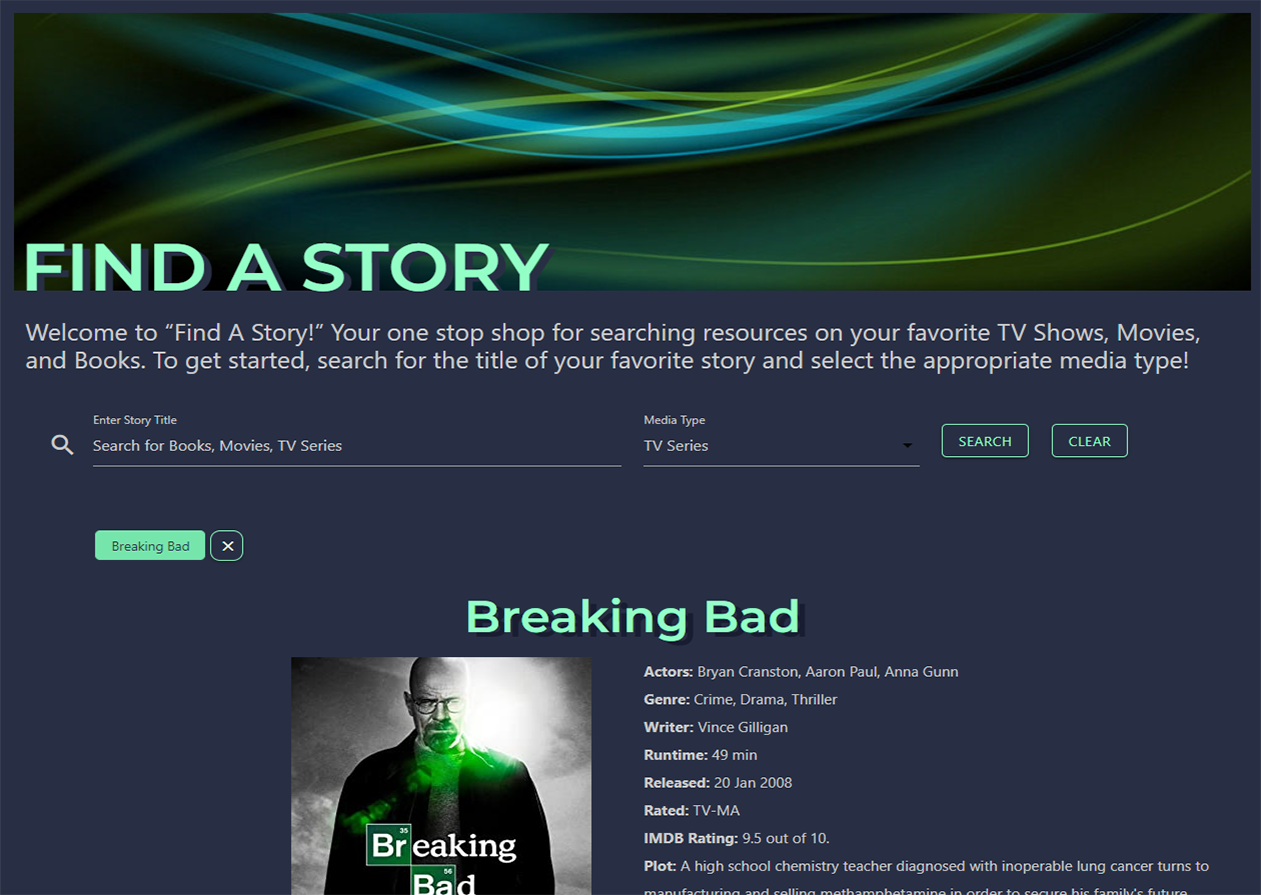 FIND A STORY
Welcome to “Find A Story!” Your one stop shop for searching resources on your favorite TV Shows, Movies,
and Books. To get started, search for the title of your favorite story and select the appropriate media type!
Enter Story Title
Media Type
Search for Books, Movies, TV Series
TV Series
SEARCH
CLEAR
Breaking Bad
Breaking Bad
Actors: Bryan Cranston, Aaron Paul, Anna Gunn
Genre: Crime, Drama, Thriller
Writer: Vince Gilligan
Runtime: 49 min
Released: 20 Jan 2008
Rated: TV-MA
IMDB Rating: 9.5 out of 10.
Plot: A high school chemistry teacher diagnosed with inoperable lung cancer turns to
manufacturing and selling methamphetamine in order to secure his family's future
35
Breaking
56
Bad